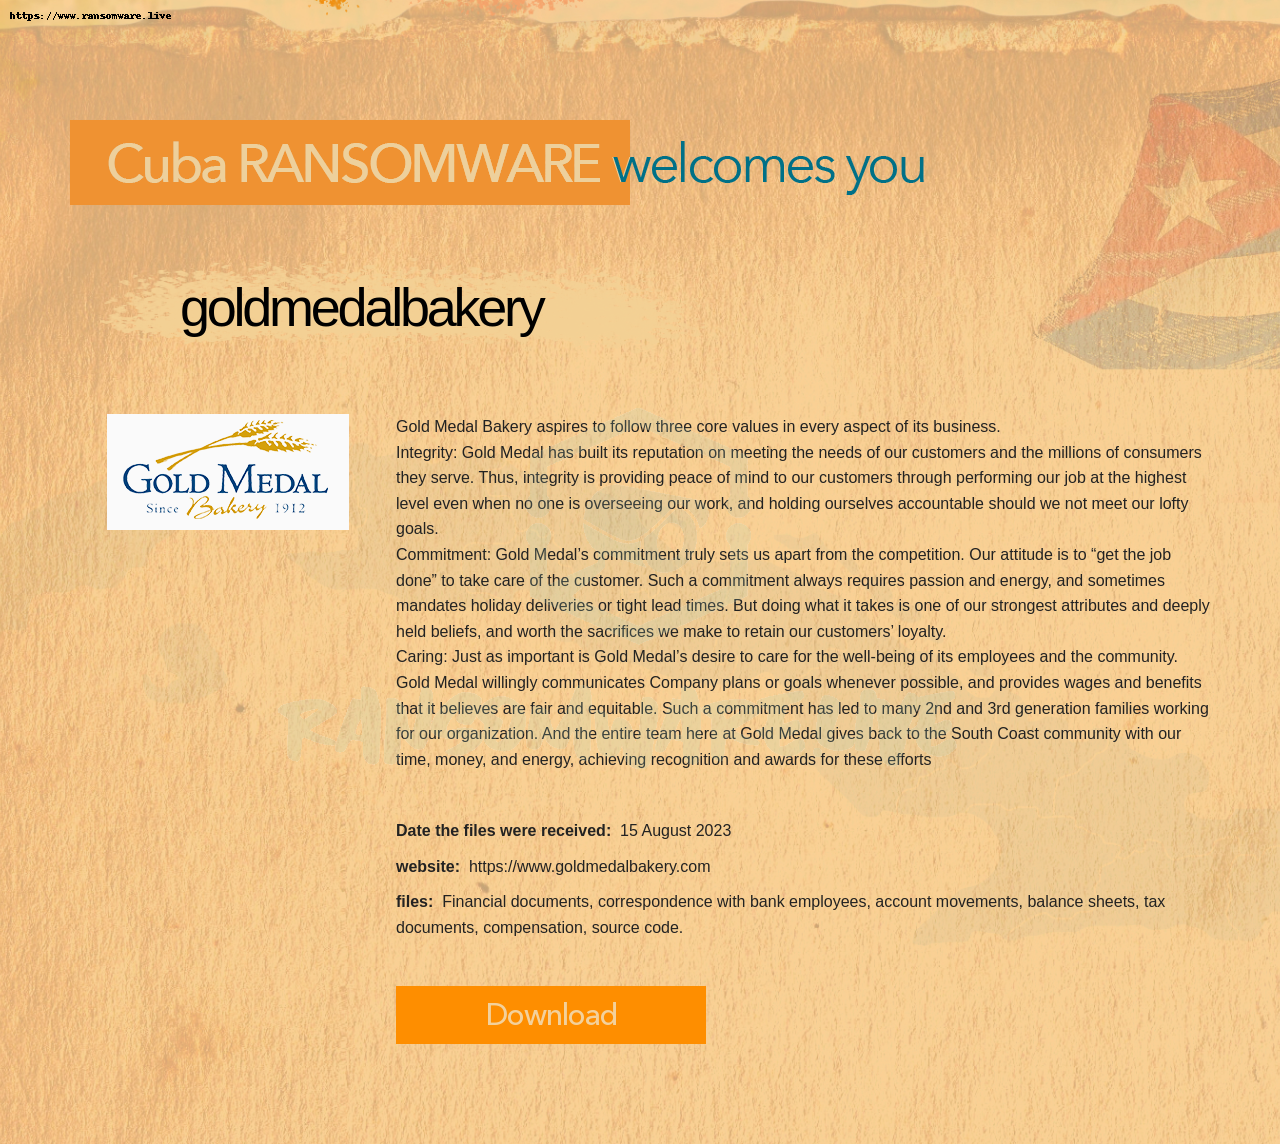 https://www.ransomware.live
Cuba RANSOMWARE welcomes you
goldmedalbakery
GOLD MEDAL
Since Bakery 1912
Gold Medal Bakery aspires to follow three core values in every aspect of its business.
Integrity: Gold Medal has built its reputation on meeting the needs of our customers and the millions of consumers
they serve. Thus, integrity is providing peace of mind to our customers through performing our job at the highest
level even when no one is overseeing our work, and holding ourselves accountable should we not meet our lofty
goals.
Commitment: Gold Medal’s commitment truly sets us apart from the competition. Our attitude is to “get the job
done” to take care of the customer. Such a commitment always requires passion and energy, and sometimes
mandates holiday deliveries or tight lead times. But doing what it takes is one of our strongest attributes and deeply
held beliefs, and worth the sacrifices we make to retain our customers’ loyalty.
Caring: Just as important is Gold Medal’s desire to care for the well-being of its employees and the community.
Gold Medal willingly communicates Company plans or goals whenever possible, and provides wages and benefits
that it believes are fair and equitable. Such a commitment has led to many 2nd and 3rd generation families working
for our organization. And the entire team here at Gold Medal gives back to the South Coast community with our
time, money, and energy, achieving recognition and awards for these efforts
Date the files were received: 15 August 2023
website: https://www.goldmedalbakery.com
files: Financial documents, correspondence with bank employees, account movements, balance sheets, tax
documents, compensation, source code.
Download